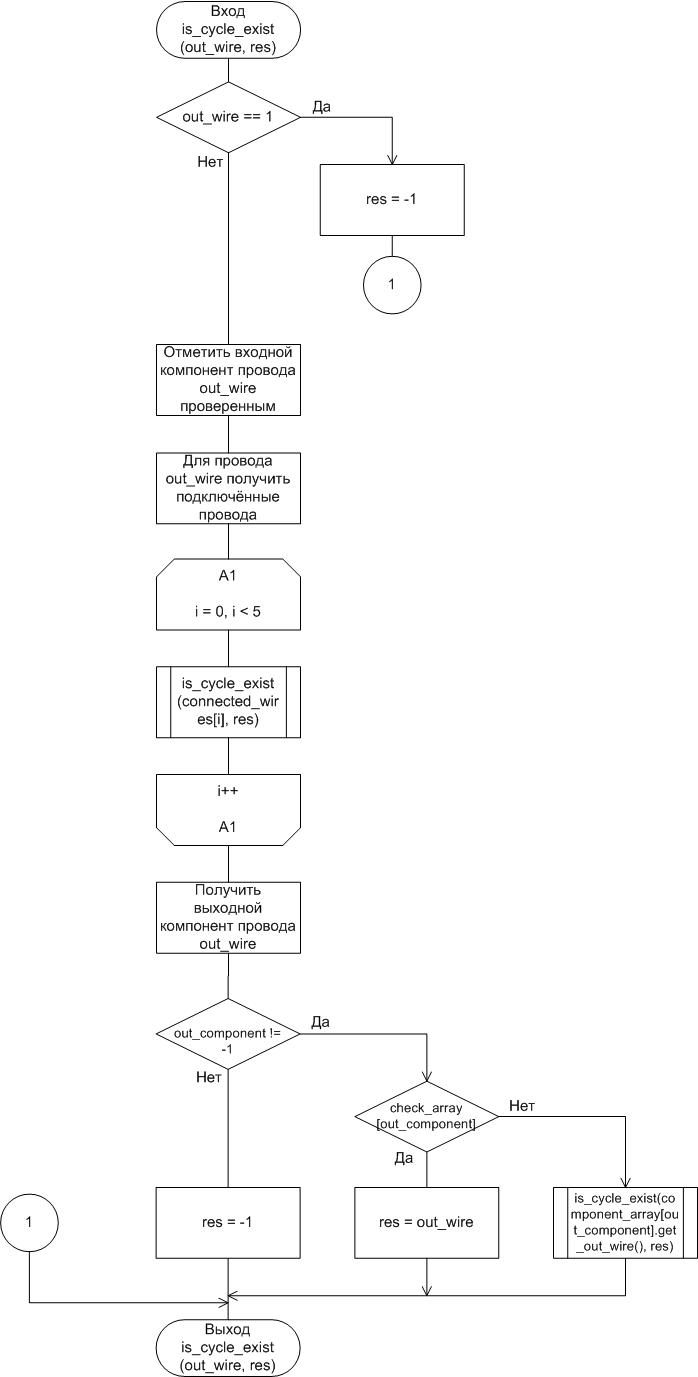 Вход
is_cycle_exist
(out_wire, res)
out_wire == 1
Да
Нет
res = -1
1
Отметить входной
компонент провода
out_wire
проверенным
Для провода
out_wire получить
подключённые
провода
A1
i = 0, i < 5
is_cycle_exist
(connected_wir
es[i], res)
i++
A1
Получить
выходной
компонент провода
out_wire
out_component !=
-1
Да
Нет
check_array
[out_component]
Нет
Да
1
res = -1
res = out_wire
is_cycle_exist(co
mponent_array[ou
t_component].get
_out_wire(), res)
Выход
is_cycle_exist
(out_wire, res)